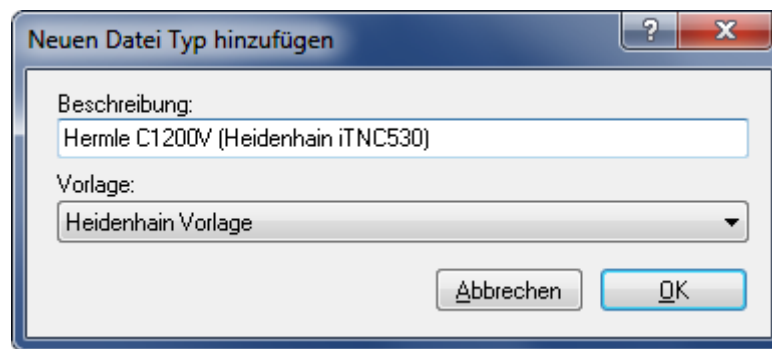 Neuen Datei Typ hinzufügen
?
X
Beschreibung:
Hermle C1200V (Heidenhain iTNC530)
Vorlage:
Heidenhain Vorlage
Abbrechen
OK